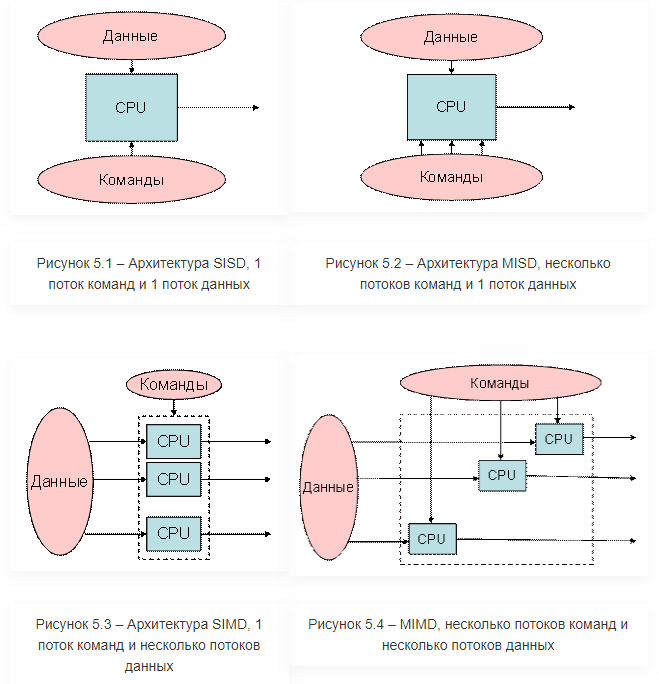 Данные
CPU
Команды
Рисунок 5.1 – Архитектура SISD, 1
поток команд и 1 поток данных
Данные
CPU
Команды
Рисунок 5.2 – Архитектура MISD, несколько
потоков команд и 1 поток данных
Команды
Данные
CPU
CPU
CPU
Рисунок 5.3 – Архитектура SIMD, 1
поток команд и несколько потоков
данных
Команды
Данные
CPU
CPU
CPU
Рисунок 5.4 – MIMD, несколько потоков команд и
несколько потоков данных